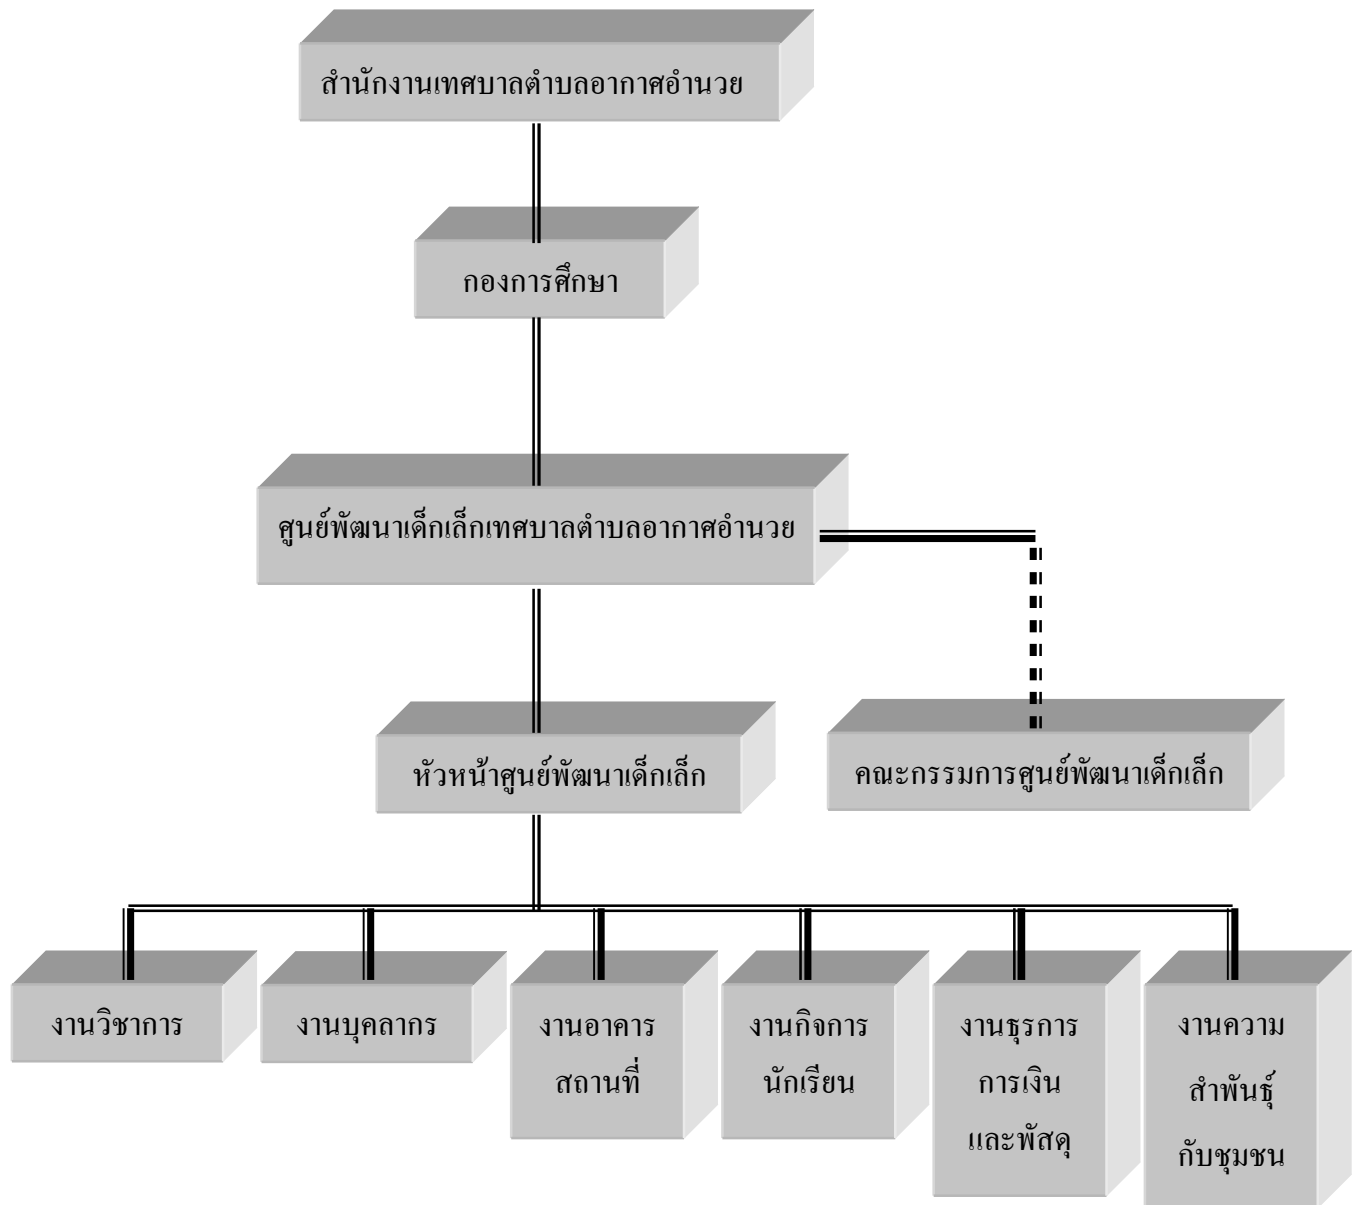 สำนักงานเทศบาลตำบลอากาศอำนวย
กองการศึกษา
ศูนย์พัฒนาเด็กเล็กเทศบาลตำบลอากาศอำนวย
หัวหน้าศูนย์พัฒนาเด็กเล็ก
คณะกรรมการศูนย์พัฒนาเด็กเล็ก
งานวิชาการ
งานบุคลากร
งานอาคาร
สถานที่
งานกิจการ
นักเรียน
งานธุรการ
การเงิน
และพัสดุ
งานความ
สำพันธุ์
กับชุมชน